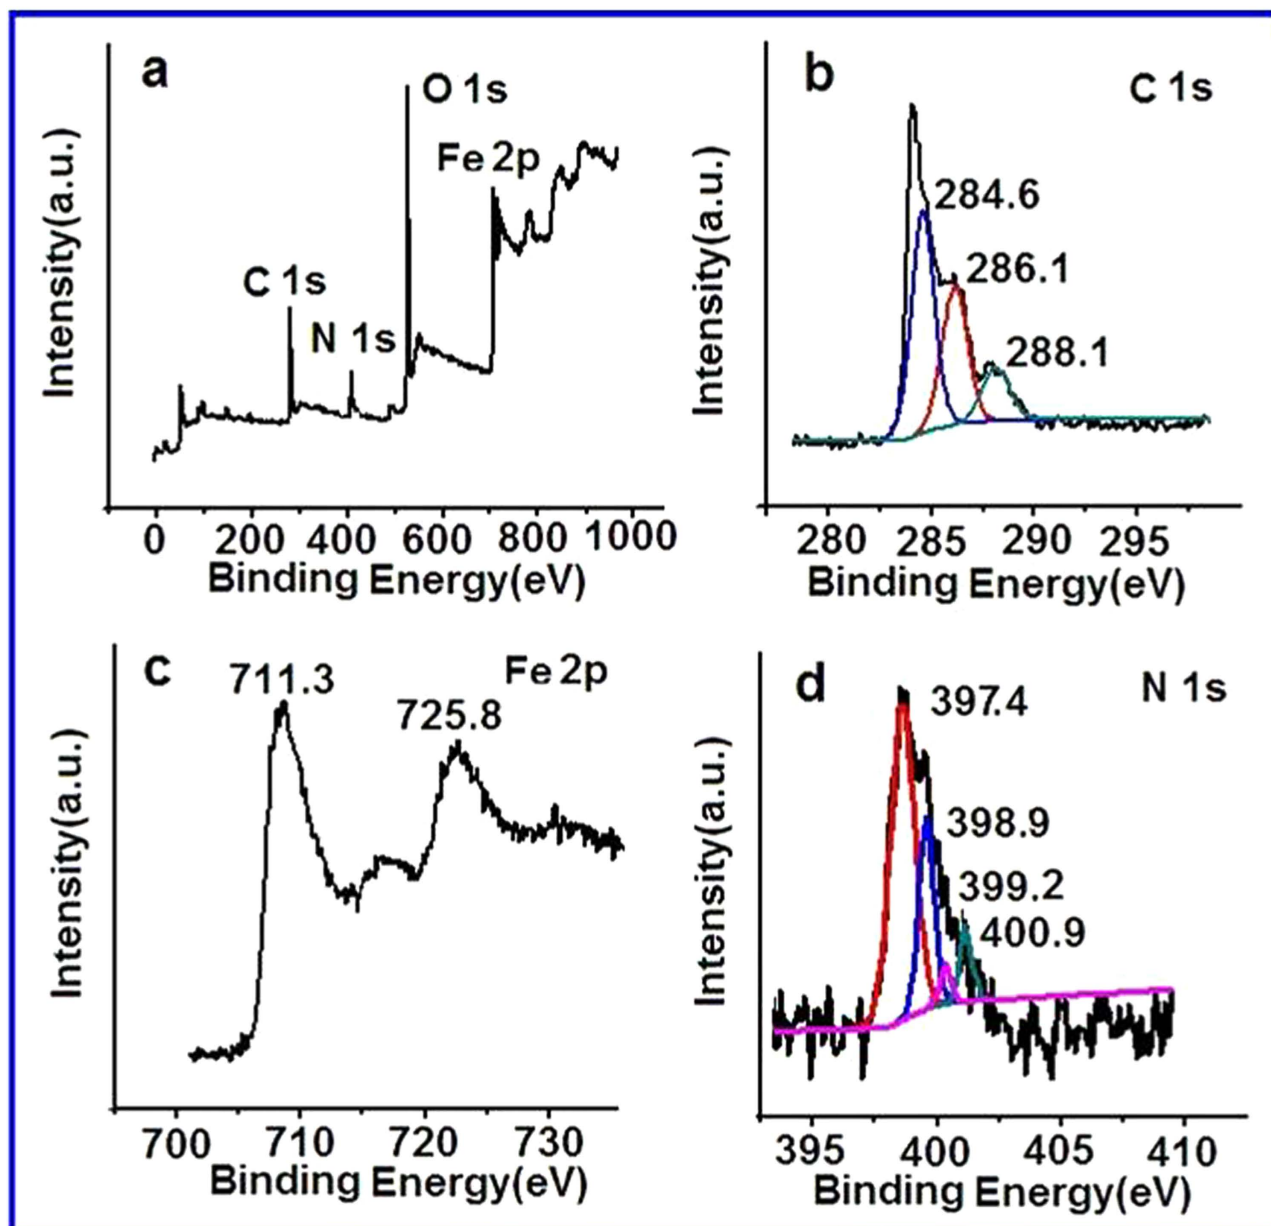 a
O 1s
Fe 2p
C 1s
N 1s
Intensity(a.u.)
0 200 400 600 800 1000
Binding Energy(eV)
b
C 1s
284.6
286.1
288.1
Intensity(a.u.)
280 285 290 295
Binding Energy(eV)
c
Fe 2p
711.3
725.8
Intensity(a.u.)
700 710 720 730
Binding Energy(eV)
d
N 1s
397.4
398.9
399.2
400.9
Intensity(a.u.)
395 400 405 410
Binding Energy(eV)